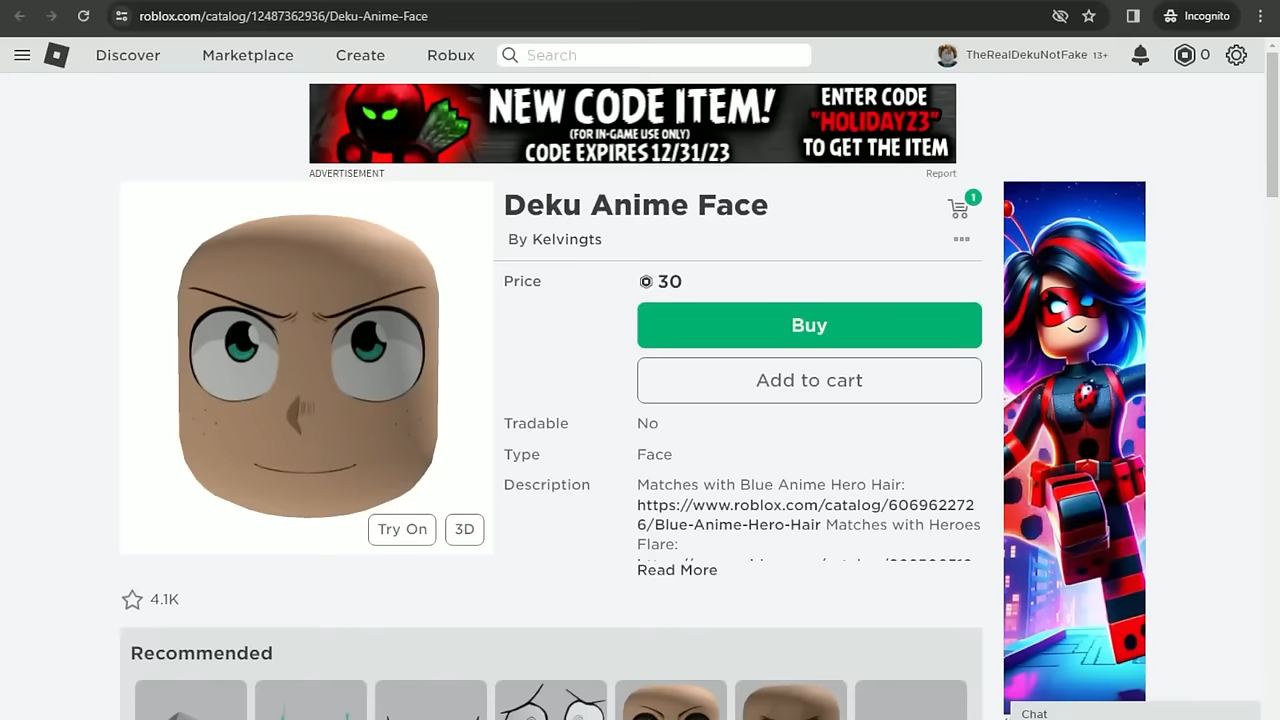 roblox.com/catalog/12487362936/Deku-Anime-Face
Incognito
Discover
Marketplace
Create
Robux
Search
TheRealDekuNotFake 13+
0
NEW CODE ITEM!
(FOR IN-GAME USE ONLY)
CODE EXPIRES 12/31/23
ENTER CODE
"HOLIDAY23"
TO GET THE ITEM
ADVERTISEMENT
Report
Deku Anime Face
1
By Kelvingts
Price
30
Buy
Add to cart
Tradable
No
Type
Face
Description
Matches with Blue Anime Hero Hair:
https://www.roblox.com/catalog/606962272
6/Blue-Anime-Hero-Hair Matches with Heroes
Flare:
Read More
Try On
3D
4.1K
Recommended
Chat